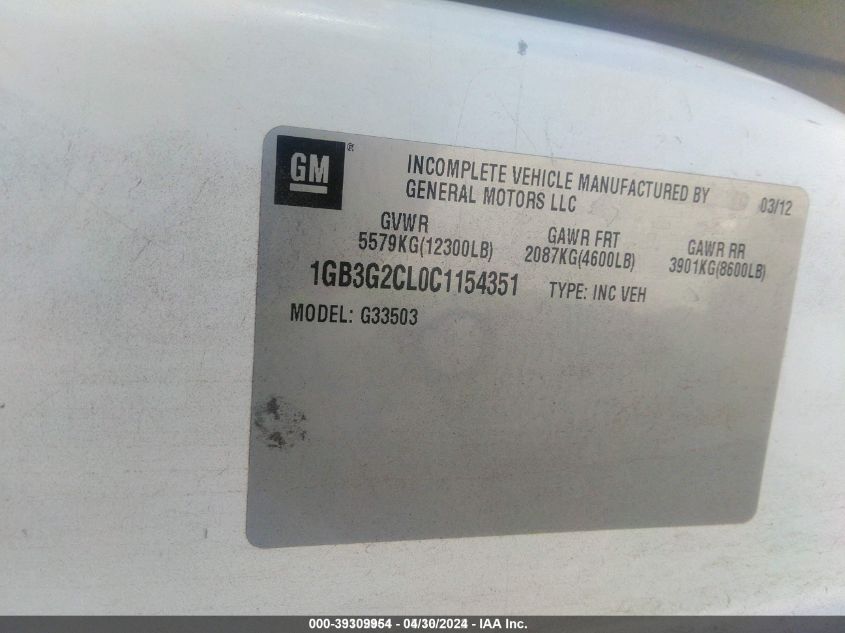 GM ®
INCOMPLETE VEHICLE MANUFACTURED BY
GENERAL MOTORS LLC
03/12
GVWR
5579KG(12300LB)
GAWR FRT
2087KG(4600LB)
GAWR RR
3901KG(8600LB)
1GB3G2CL0C1154351
TYPE: INC VEH
MODEL: G33503
000-39309954 - 04/30/2024 - IAA Inc.